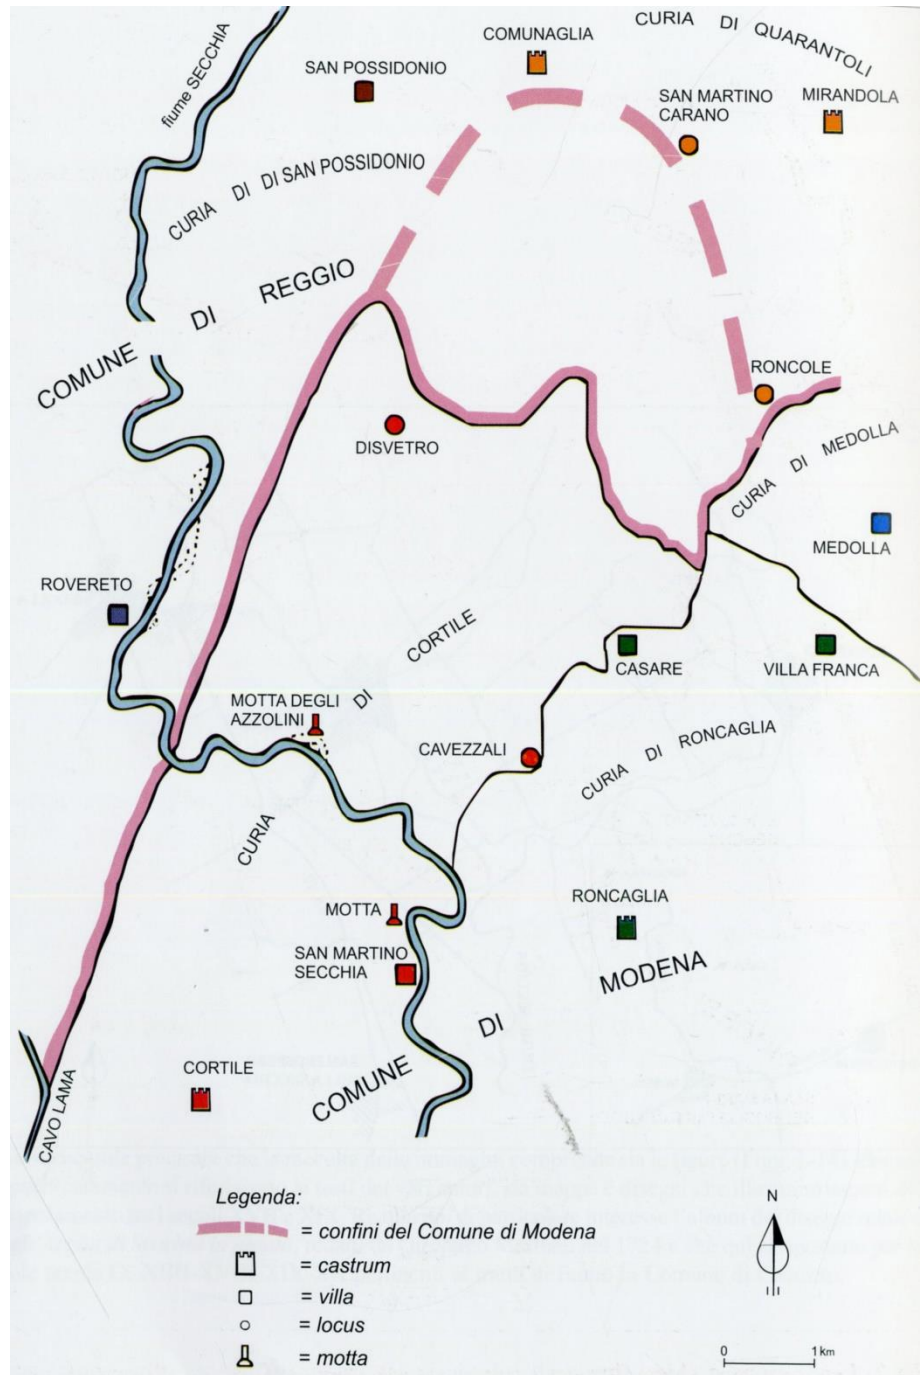 CURIA DI QUARANTOLI
COMUNAGLIA
fiume SECCHIA
SAN POSSIDONIO
SAN MARTINO
CARANO
MIRANDOLA
CURIA DI DI SAN POSSIDONIO
COMUNE DI REGGIO
RONCOLE
DISVETRO
CURIA DI MEDOLLA
MEDOLLA
ROVERETO
CURIA DI CORTILE
CASARE
VILLA FRANCA
MOTTA DEGLI
AZZOLINI
CAVEZZALI
CURIA DI RONCAGLIA
MOTTA
RONCAGLIA
SAN MARTINO
SECCHIA
COMUNE DI MODENA
CORTILE
CAVO LAMA
Legenda:
= confini del Comune di Modena
= castrum
= villa
= locus
= motta
N
0 1 km